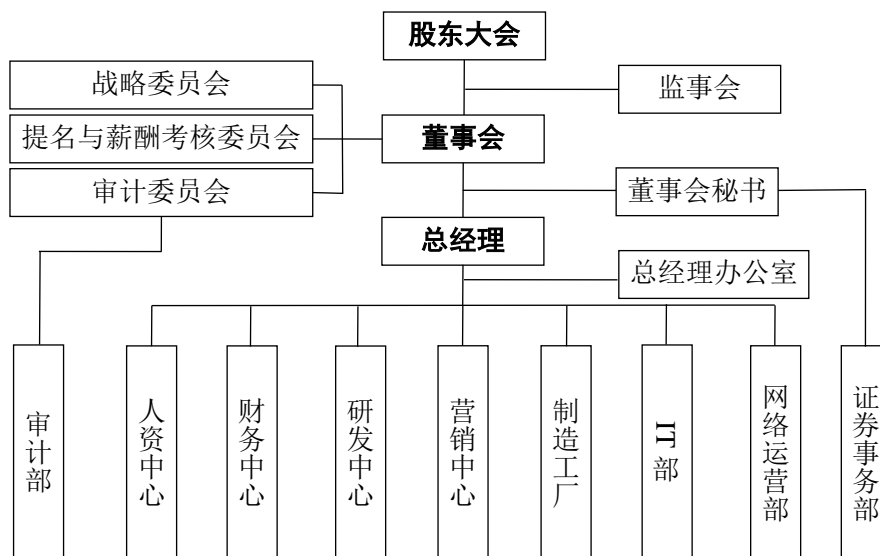 股东大会
战略委员会
监事会
提名与薪酬考核委员会
董事会
审计委员会
董事会秘书
总经理
总经理办公室
审计部
人资中心
财务中心
研发中心
营销中心
制造工厂
IT部
网络运营部
证券事务部